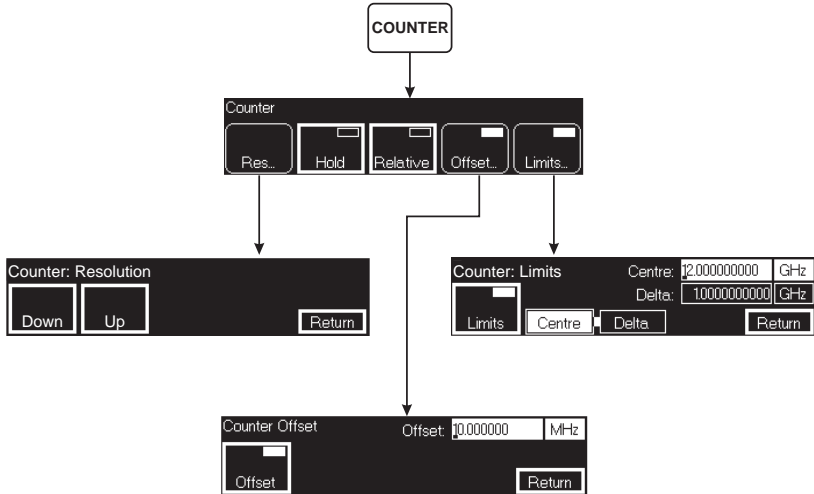 COUNTER
Counter
Res... Hold Relative Offset... Limits...
Counter: Resolution
Down Up Return
Counter: Limits Centre: 12.000000000 GHz
Delta: 1.0000000000 GHz
Limits Centre Delta Return
Counter Offset Offset: 10.000000 MHz
Offset Return